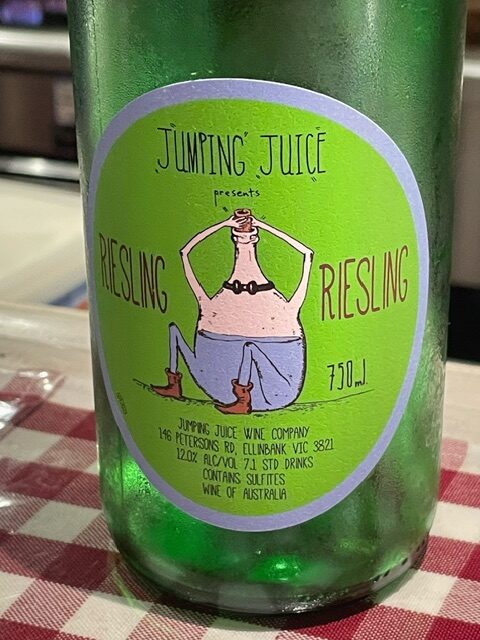 JUMPING JUICE
presents
RIESLING
RIESLING
750ml.
JUMPING JUICE WINE COMPANY
146 PETERSONS RD, ELLINBANK VIC 3821
12.0% ALC/VOL 7.1 STD DRINKS
CONTAINS SULFITES
WINE OF AUSTRALIA